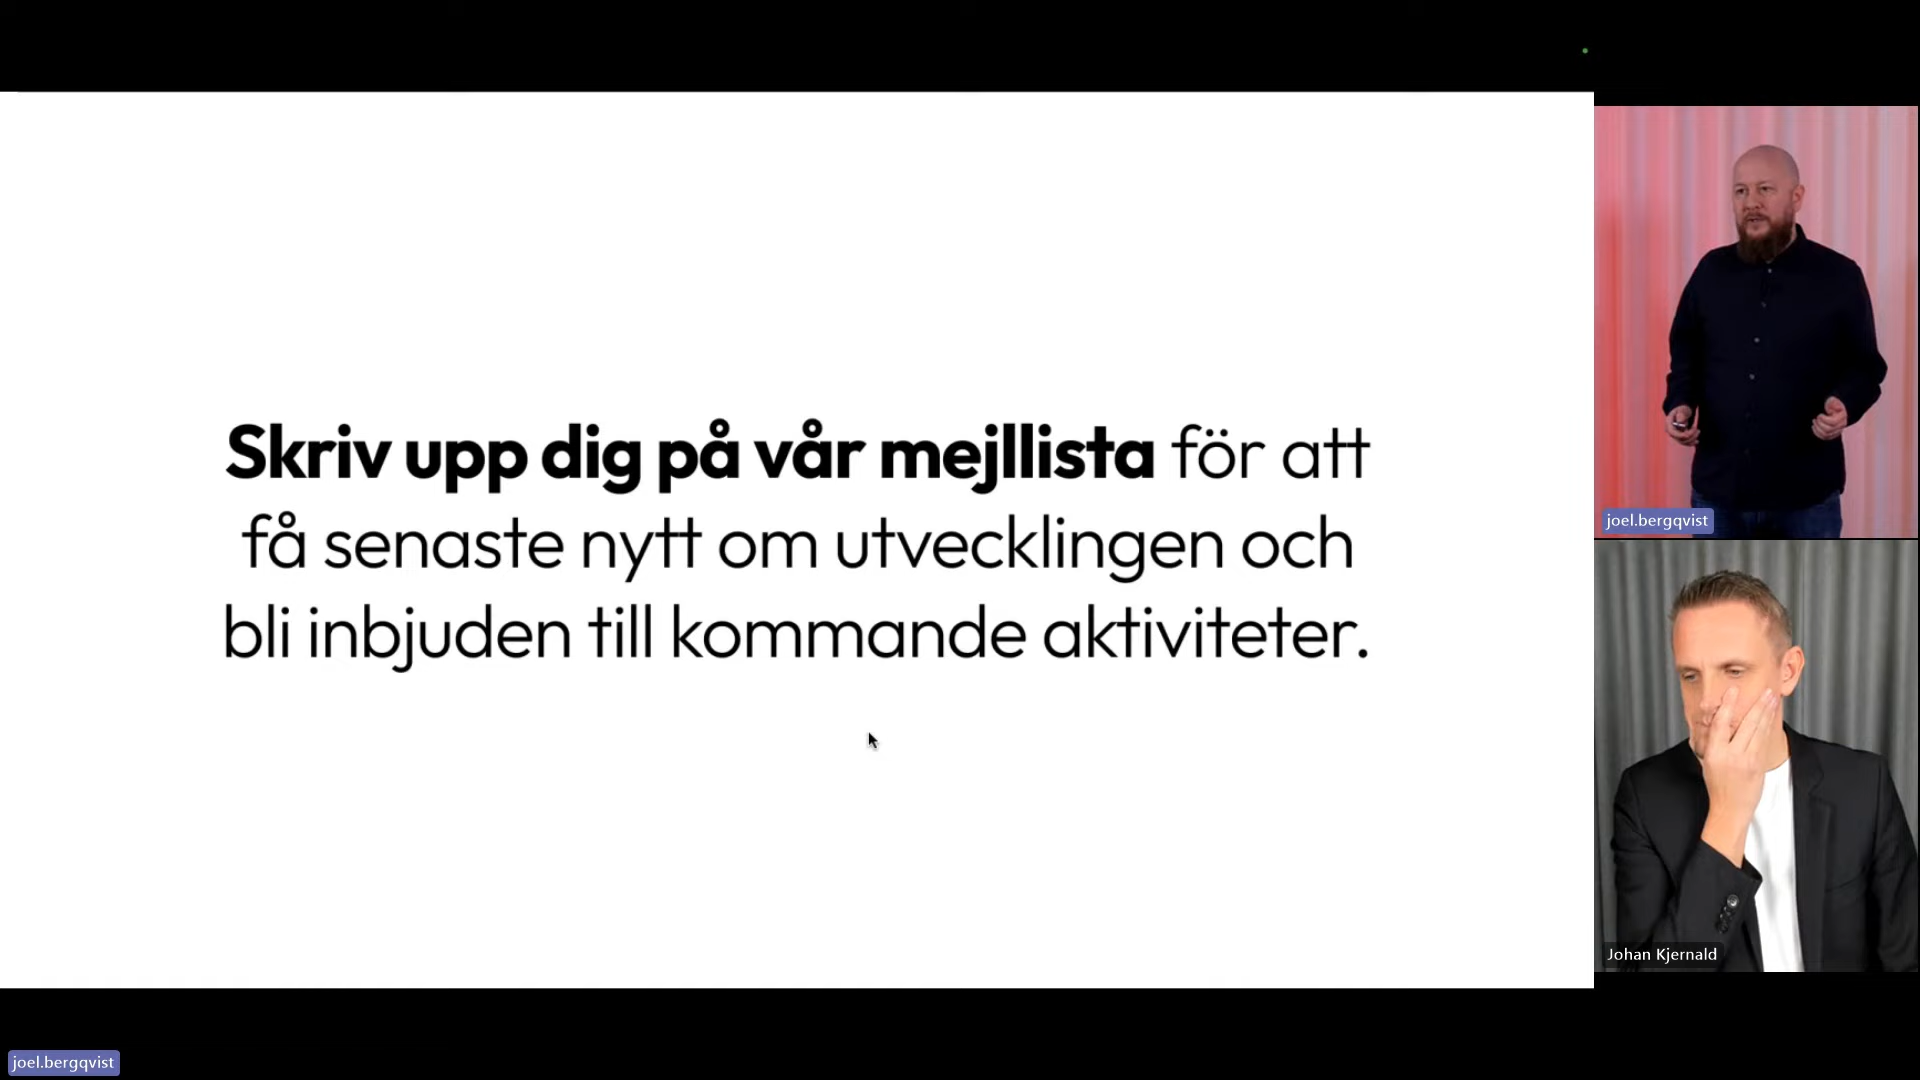 Skriv upp dig på vår mejllista för att
få senaste nytt om utvecklingen och
bli inbjuden till kommande aktiviteter.
joel.bergqvist
Johan Kjernald
joel.bergqvist